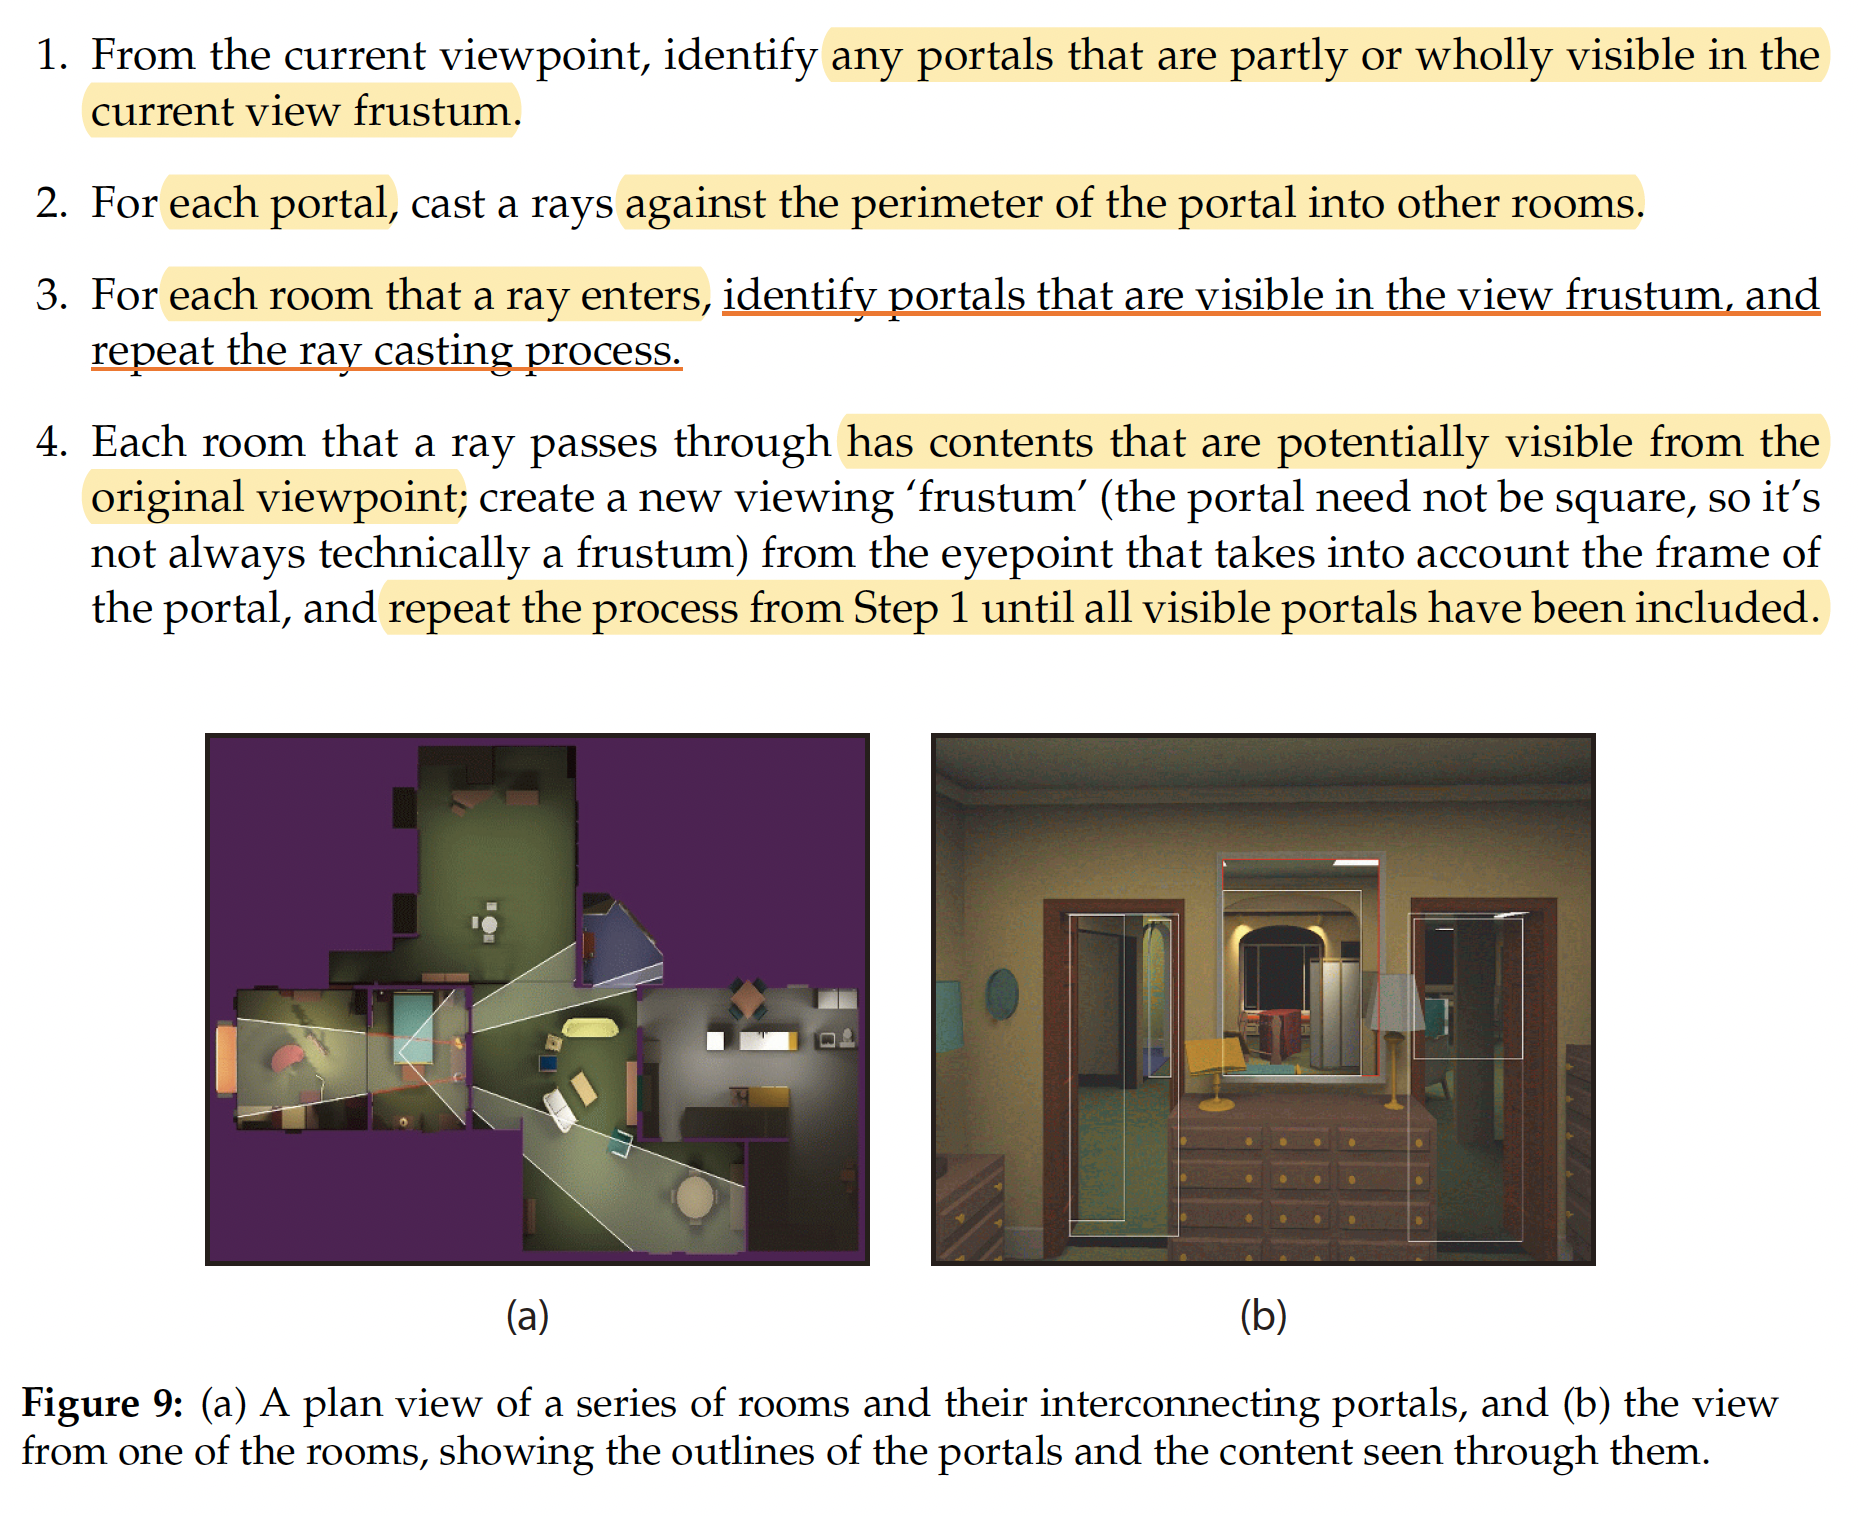 1. From the current viewpoint, identify any portals that are partly or wholly visible in the
current view frustum.
2. For each portal, cast a rays against the perimeter of the portal into other rooms.
3. For each room that a ray enters, identify portals that are visible in the view frustum, and
repeat the ray casting process.
4. Each room that a ray passes through has contents that are potentially visible from the
original viewpoint; create a new viewing ‘frustum’ (the portal need not be square, so it’s
not always technically a frustum) from the eyepoint that takes into account the frame of
the portal, and repeat the process from Step 1 until all visible portals have been included.
(a)
(b)
Figure 9: (a) A plan view of a series of rooms and their interconnecting portals, and (b) the view
from one of the rooms, showing the outlines of the portals and the content seen through them.